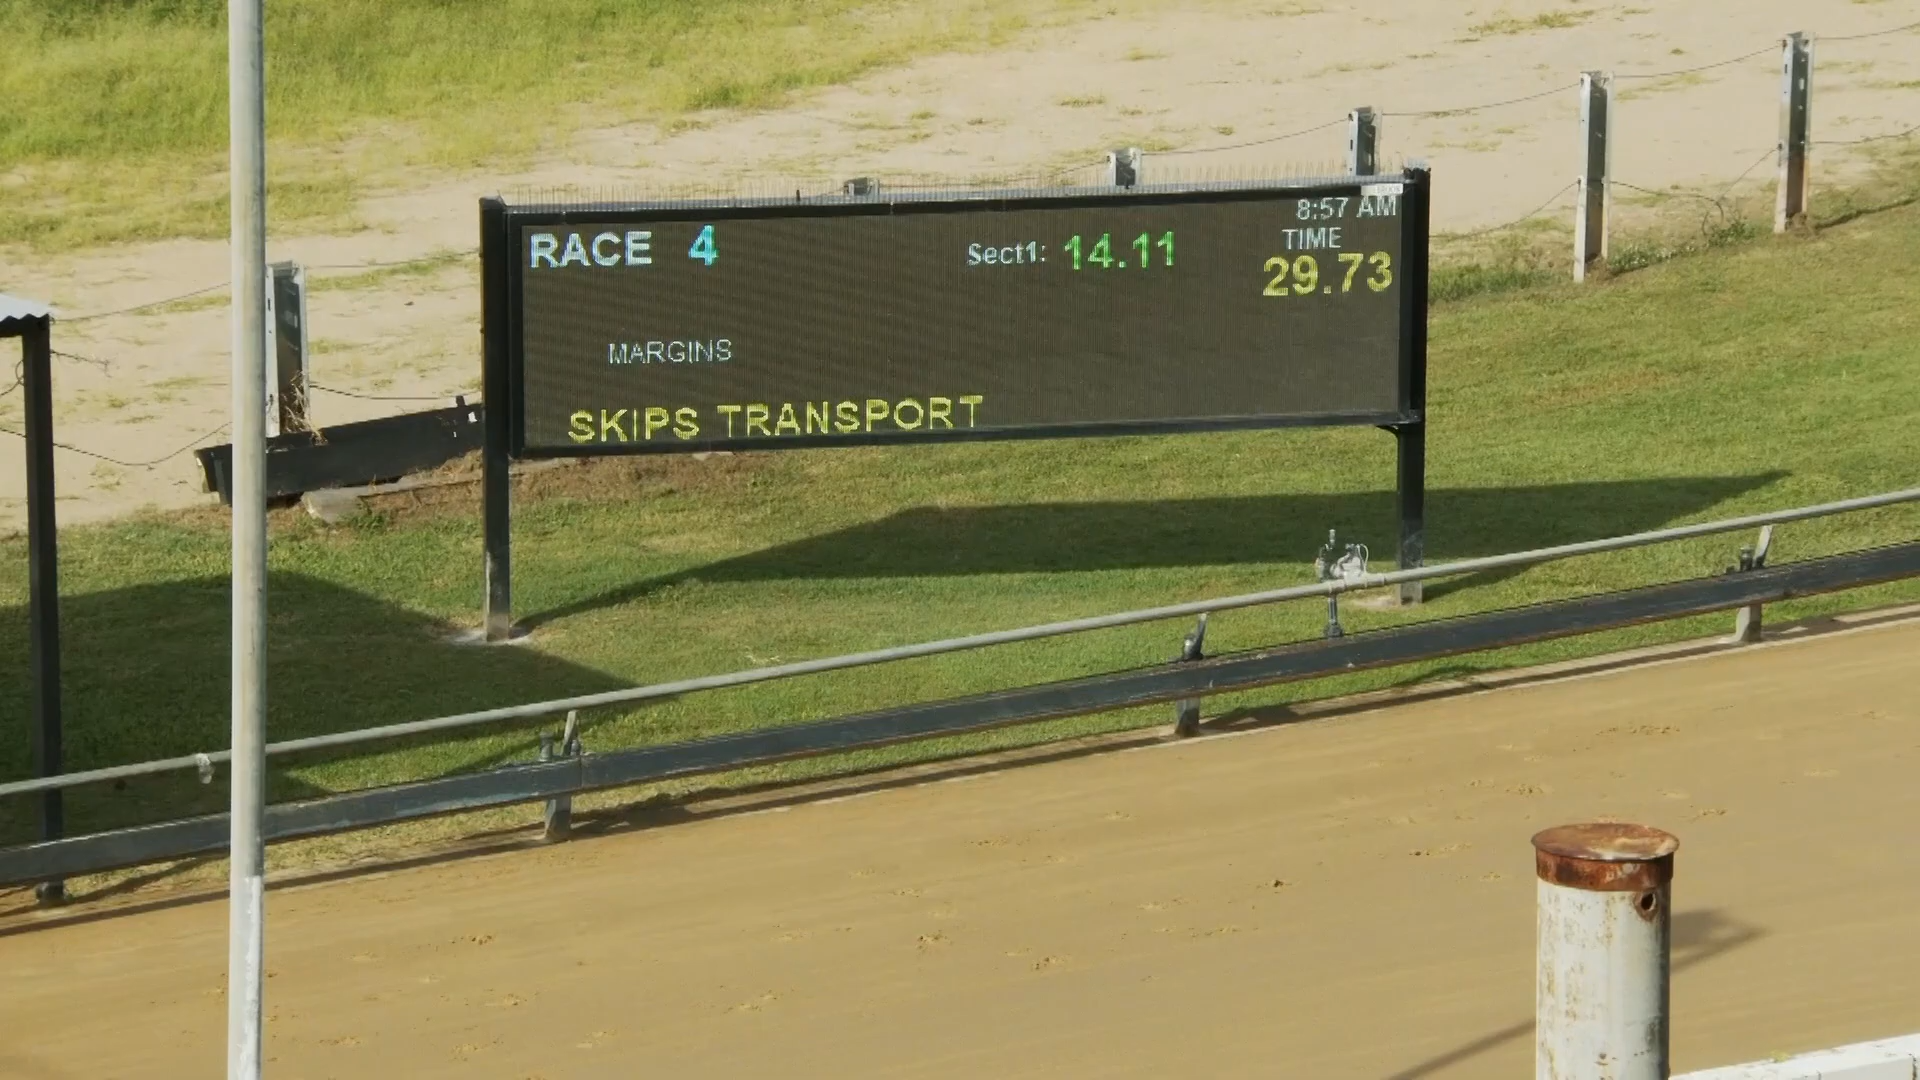 8:57 AM
RACE 4 Sect1: 14.11 TIME
29.73
MARGINS
SKIPS TRANSPORT